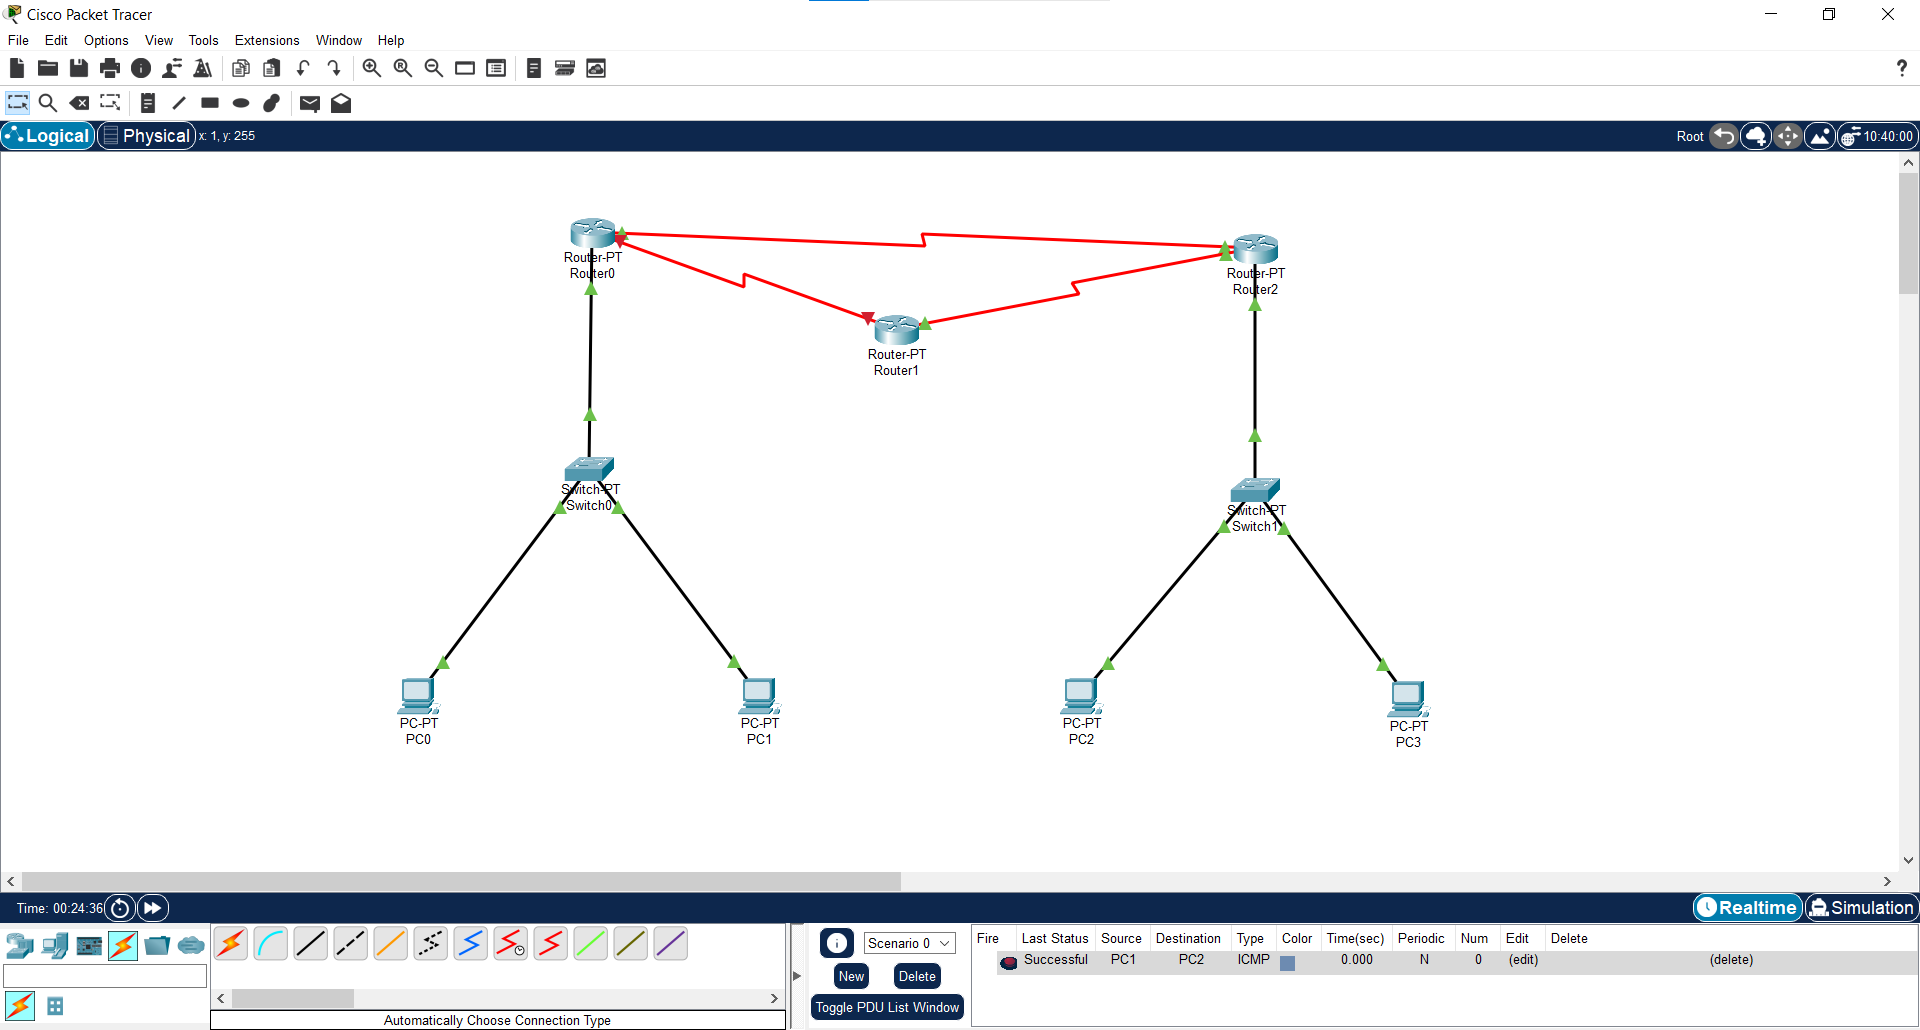 Cisco Packet Tracer
File Edit Options View Tools Extensions Window Help
?
Logical Physical x: 1, y: 255 Root 10:40:00
Router-PT
Router0
Router-PT
Router2
Router-PT
Router1
Switch-PT
Switch0
Switch-PT
Switch1
PC-PT
PC0
PC-PT
PC1
PC-PT
PC2
PC-PT
PC3
Time: 00:24:36 Realtime Simulation
Scenario 0
New Delete
Toggle PDU List Window
Fire Last Status Source Destination Type Color Time(sec) Periodic Num Edit Delete
Successful PC1 PC2 ICMP 0.000 N 0 (edit) (delete)
Automatically Choose Connection Type